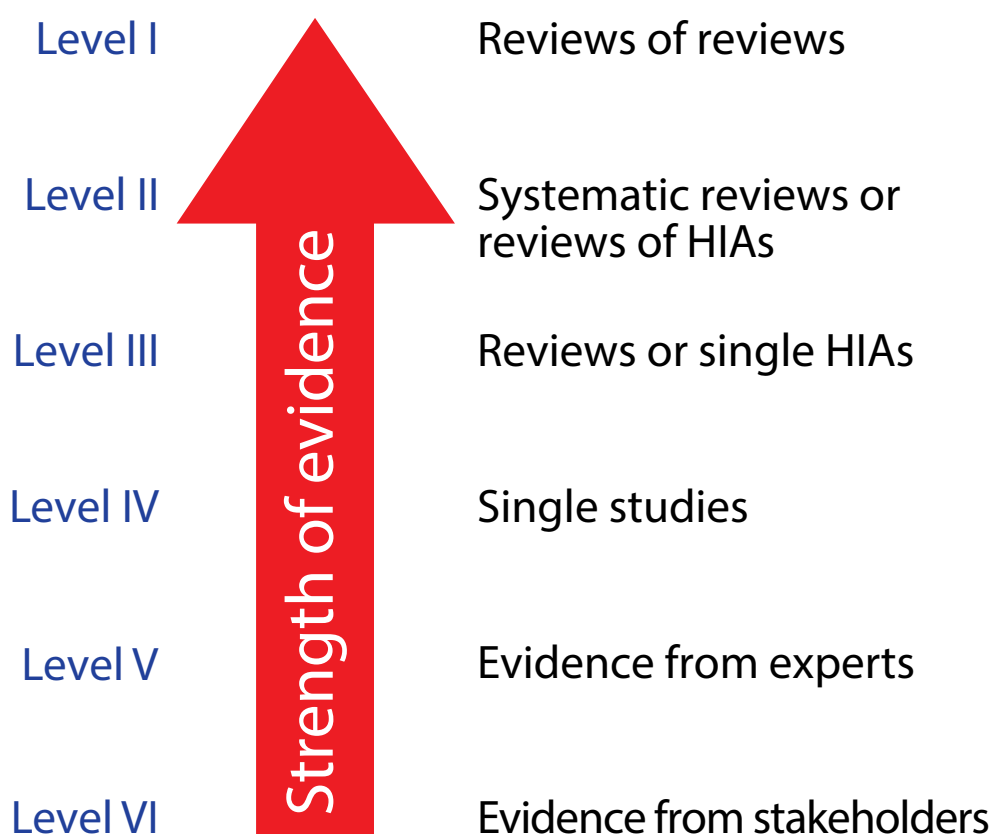 Level I
Reviews of reviews
Level II
Systematic reviews or
reviews of HIAs
Level III
Reviews or single HIAs
Level IV
Single studies
Level V
Evidence from experts
Level VI
Evidence from stakeholders
Strength of evidence